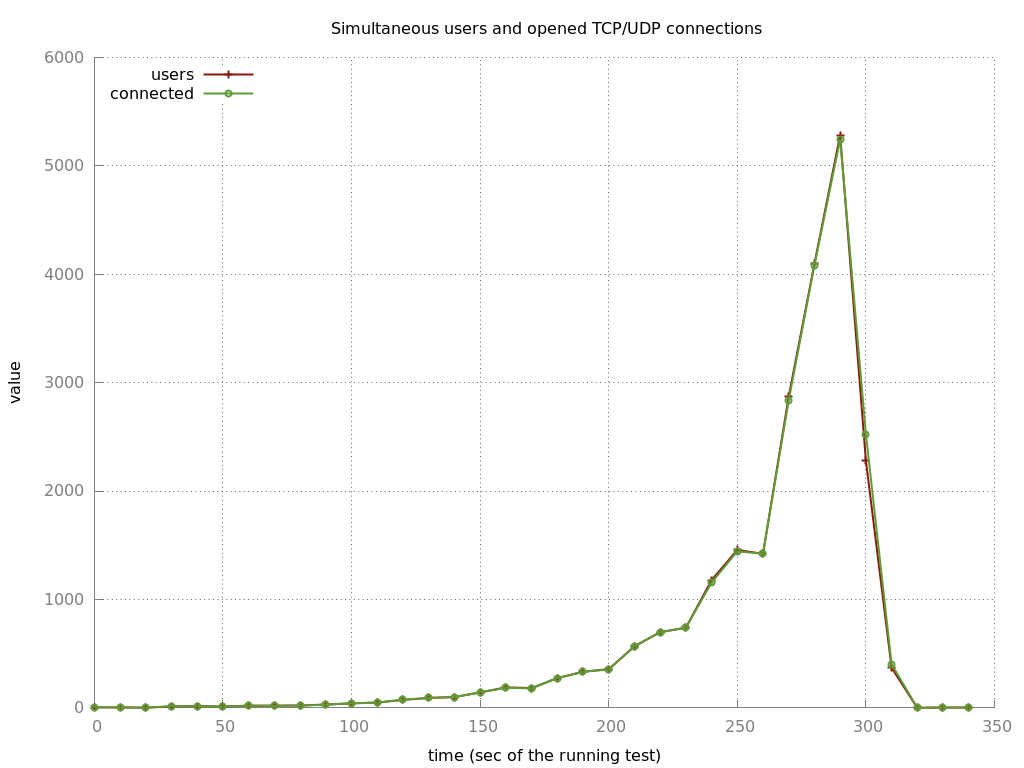 Simultaneous users and opened TCP/UDP connections
6000
users
connected
5000
4000
3000
value
2000
1000
0
0 50 100 150 200 250 300 350
time (sec of the running test)